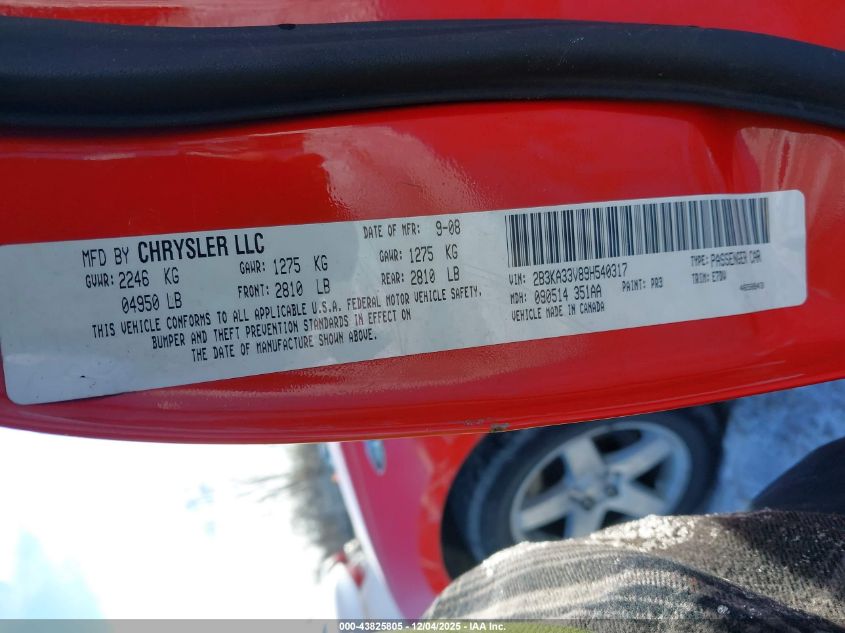 MFD BY CHRYSLER LLC
DATE OF MFR: 9-08
GVWR: 2246 KG
04950 LB
GAWR: 1275 KG
FRONT: 2810 LB
GAWR: 1275 KG
REAR: 2810 LB
THIS VEHICLE CONFORMS TO ALL APPLICABLE U.S.A. FEDERAL MOTOR VEHICLE SAFETY,
BUMPER AND THEFT PREVENTION STANDARDS IN EFFECT ON
THE DATE OF MANUFACTURE SHOWN ABOVE.
VIN: 2B3KA33V89H540317
TYPE: PASSENGER CAR
MDH: 090514 351AA
PAINT: PR3
TRIM: E7DV
VEHICLE MADE IN CANADA
000-43825805 - 12/04/2025 - IAA Inc.